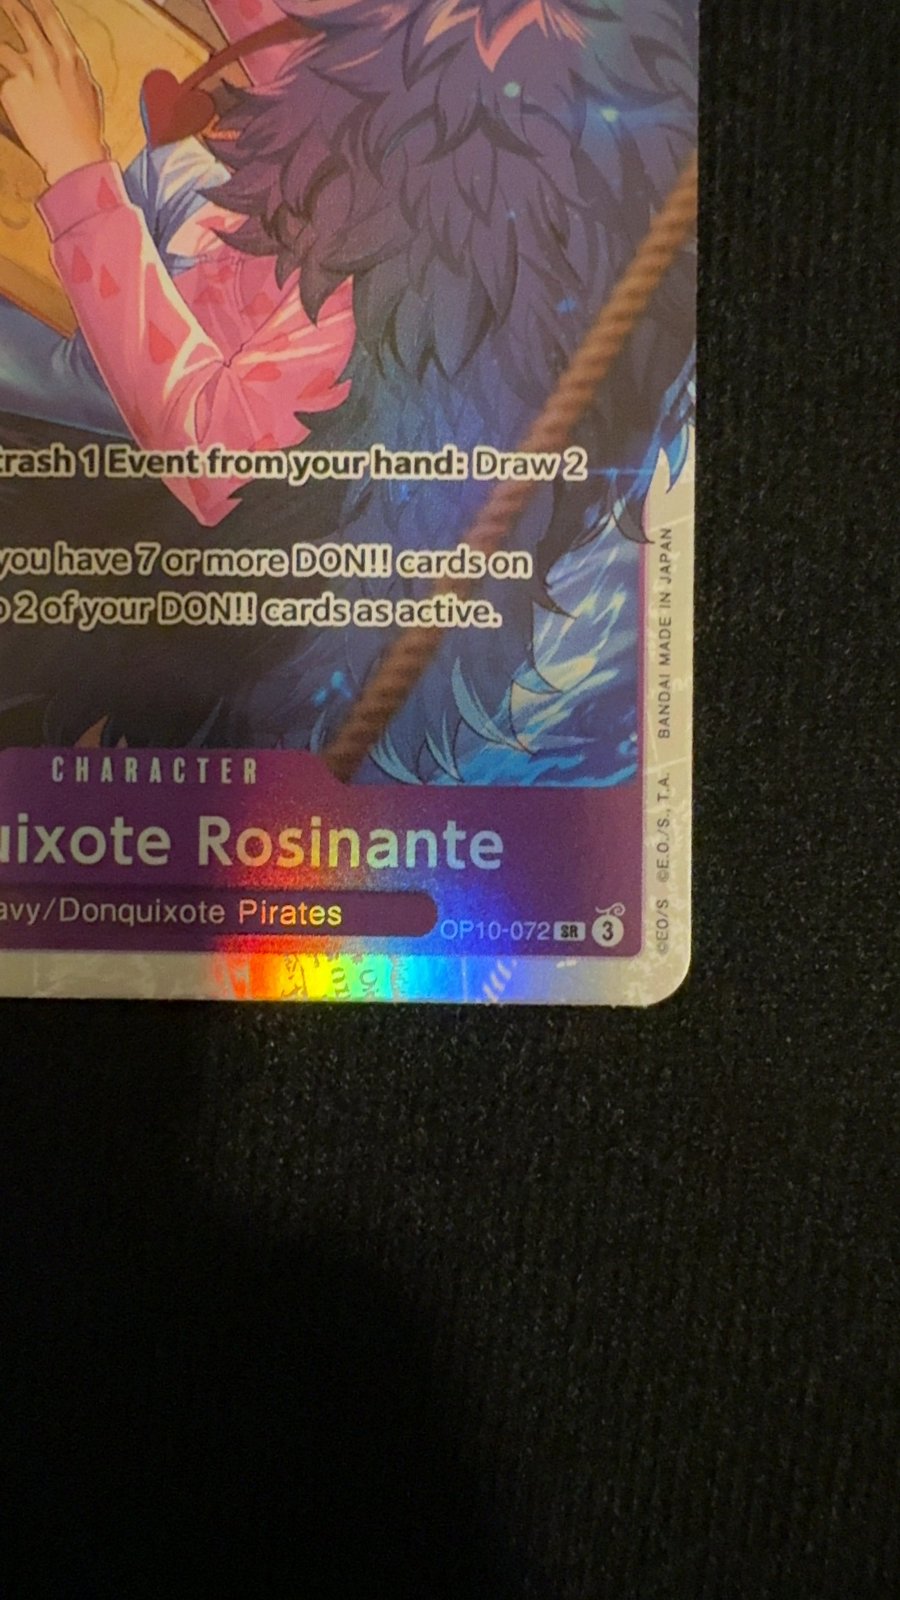 trash 1 Event from your hand: Draw 2
you have 7 or more DON!! cards on
2 of your DON!! cards as active.
CHARACTER
uixote Rosinante
avy/Donquixote Pirates
OP10-072 SR 3
©EO/S ©E.O./S., T.A. BANDAI MADE IN JAPAN